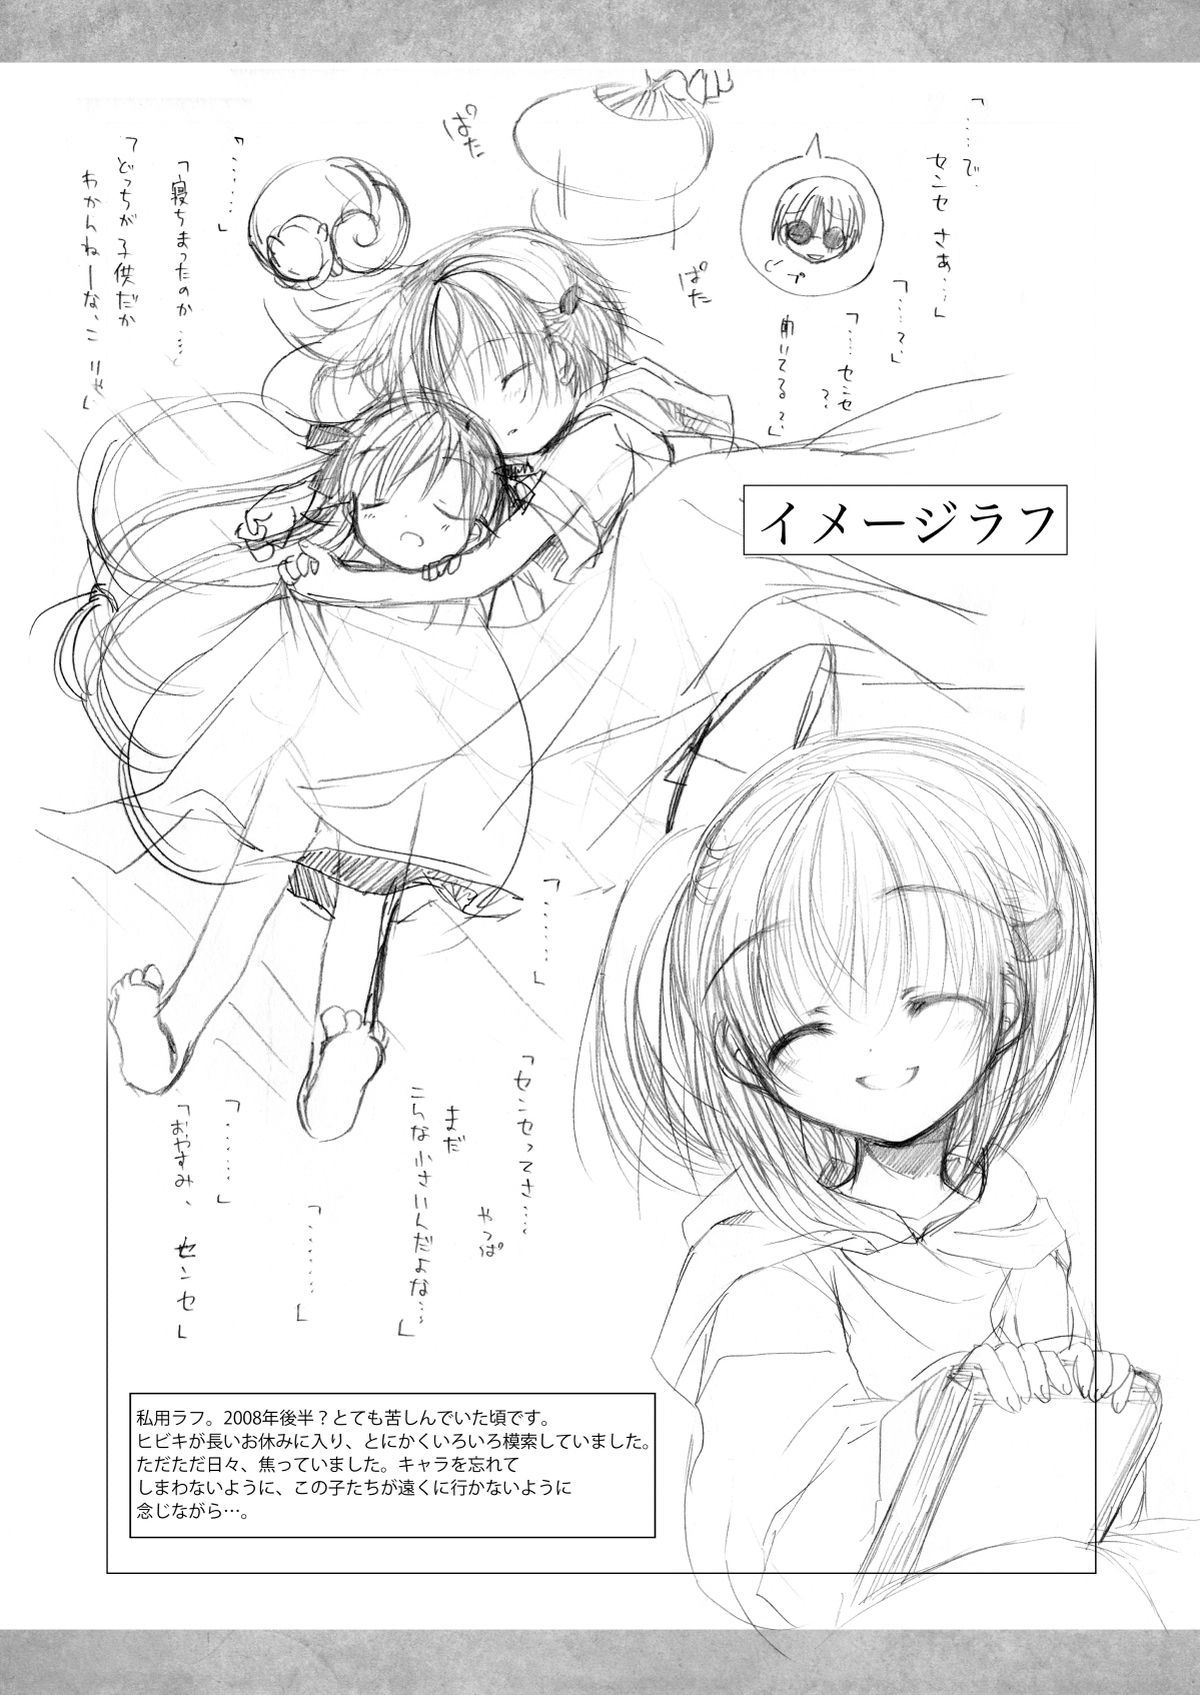 「……で、
センセさぁ…」
「……?」
「……センセ
?
聞いてる?」
ぱた
ぱた
「……」
「寝ちまったのか……
「どっちが子供だか
わかんねーな、こりゃ」
イメージラフ
「………」
「センセってさ…
やっぱ
まだ
こんな小さいんだよな…」
「………」
「……」
「おやすみ、センセ」
私用ラフ。2008年後半？とても苦しんでいた頃です。
ヒビキが長いお休みに入り、とにかくいろいろ模索していました。
ただただ日々、焦っていました。キャラを忘れて
しまわないように、この子たちが遠くに行かないように
念じながら…。